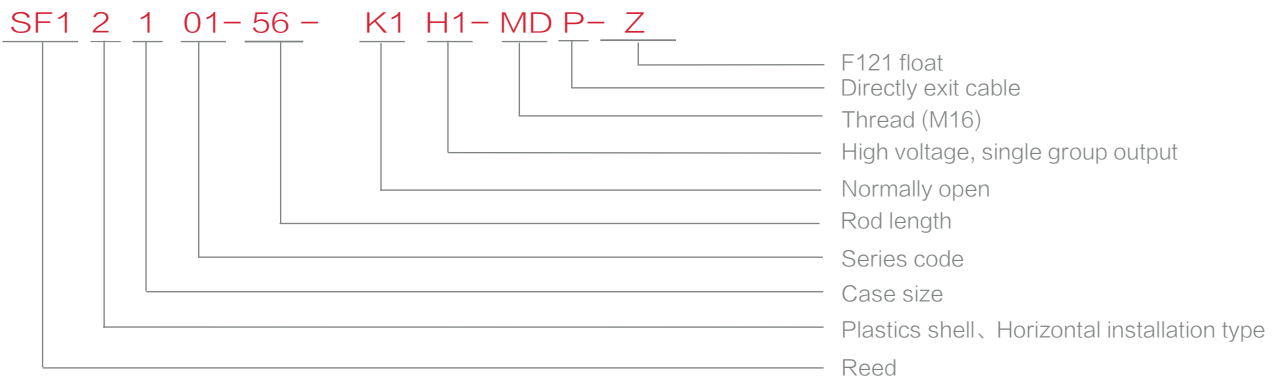 SF1 2 1 01- 56 - K1 H1- MD P- Z
F121 float
Directly exit cable
Thread (M16)
High voltage, single group output
Normally open
Rod length
Series code
Case size
Plastics shell、Horizontal installation type
Reed